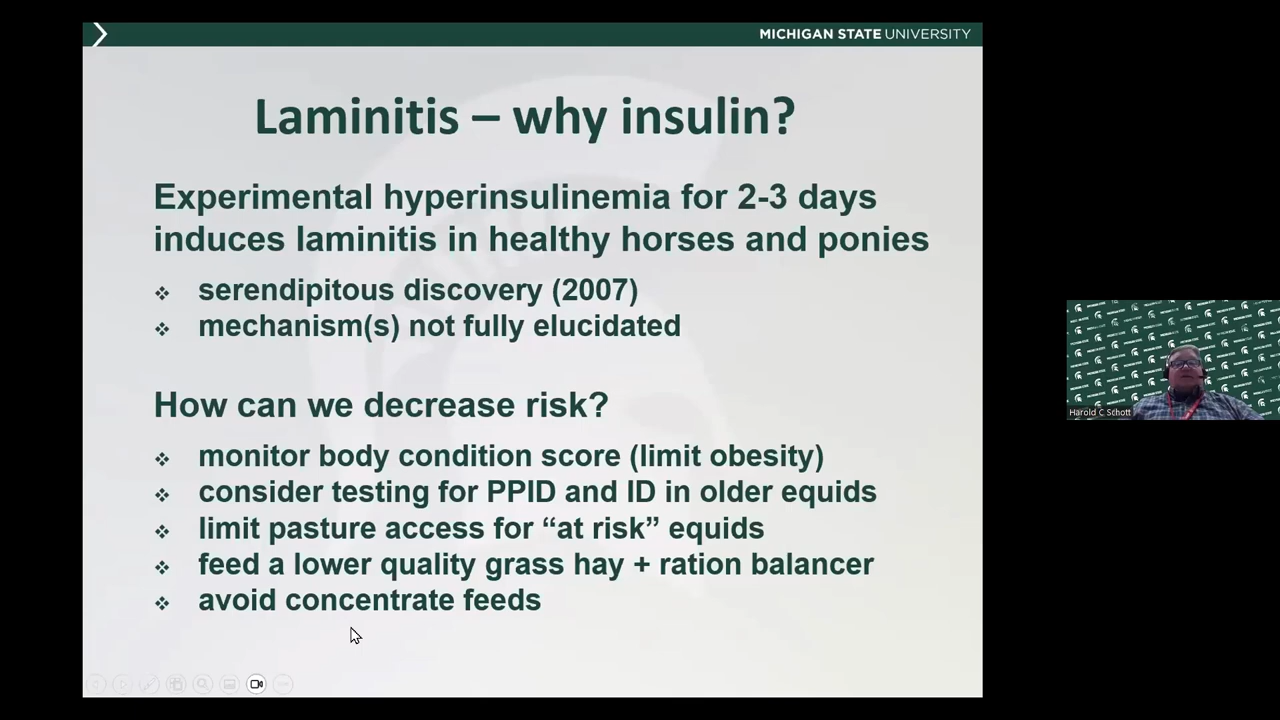 MICHIGAN STATE UNIVERSITY
Laminitis – why insulin?
Experimental hyperinsulinemia for 2-3 days
induces laminitis in healthy horses and ponies
❖ serendipitous discovery (2007)
❖ mechanism(s) not fully elucidated
How can we decrease risk?
❖ monitor body condition score (limit obesity)
❖ consider testing for PPID and ID in older equids
❖ limit pasture access for “at risk” equids
❖ feed a lower quality grass hay + ration balancer
❖ avoid concentrate feeds
Harold C Schott